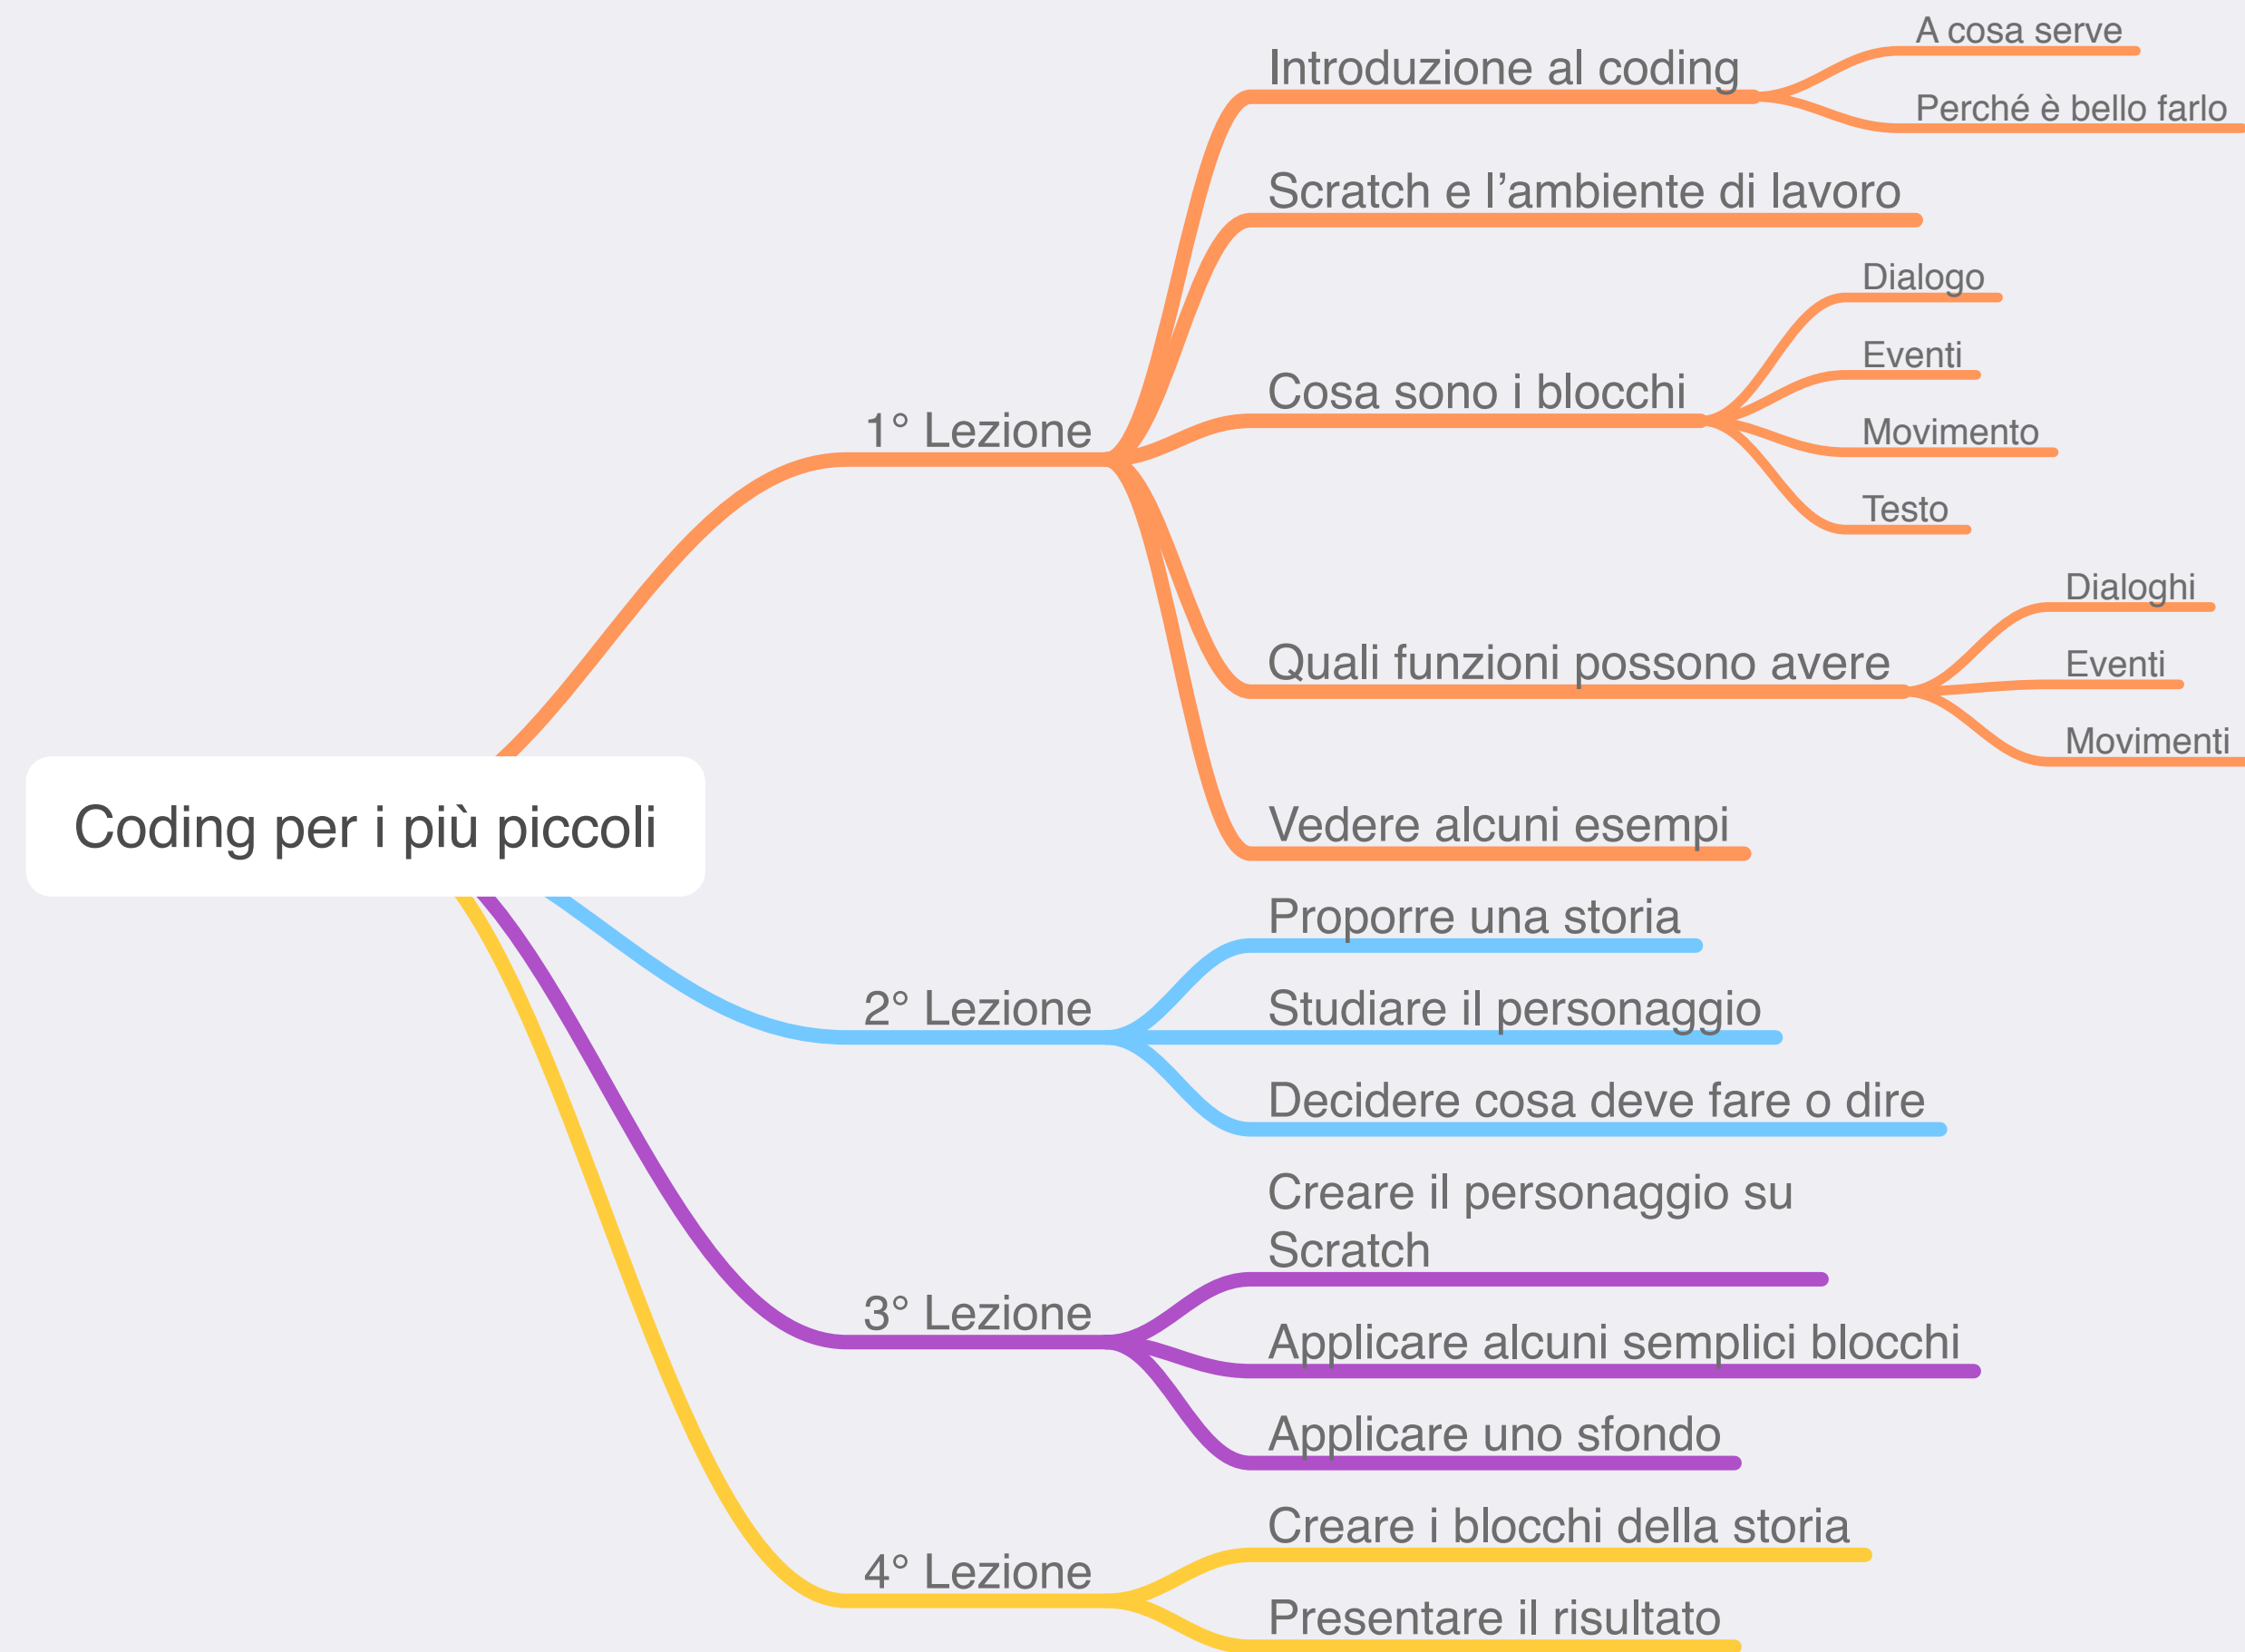 Coding per i più piccoli
1° Lezione
Introduzione al coding
A cosa serve
Perché è bello farlo
Scratch e l’ambiente di lavoro
Cosa sono i blocchi
Dialogo
Eventi
Movimento
Testo
Quali funzioni possono avere
Dialoghi
Eventi
Movimenti
Vedere alcuni esempi
2° Lezione
Proporre una storia
Studiare il personaggio
Decidere cosa deve fare o dire
3° Lezione
Creare il personaggio su
Scratch
Applicare alcuni semplici blocchi
Applicare uno sfondo
4° Lezione
Creare i blocchi della storia
Presentare il risultato